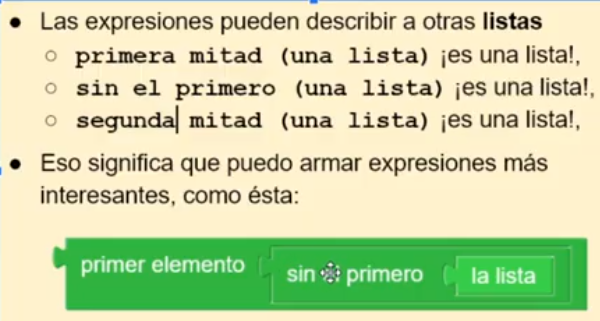 Las expresiones pueden describir a otras listas
primera mitad (una lista) ¡es una lista!,
sin el primero (una lista) ¡es una lista!,
segunda mitad (una lista) ¡es una lista!,
Eso significa que puedo armar expresiones más
interesantes, como ésta:
primer elemento sin primero la lista